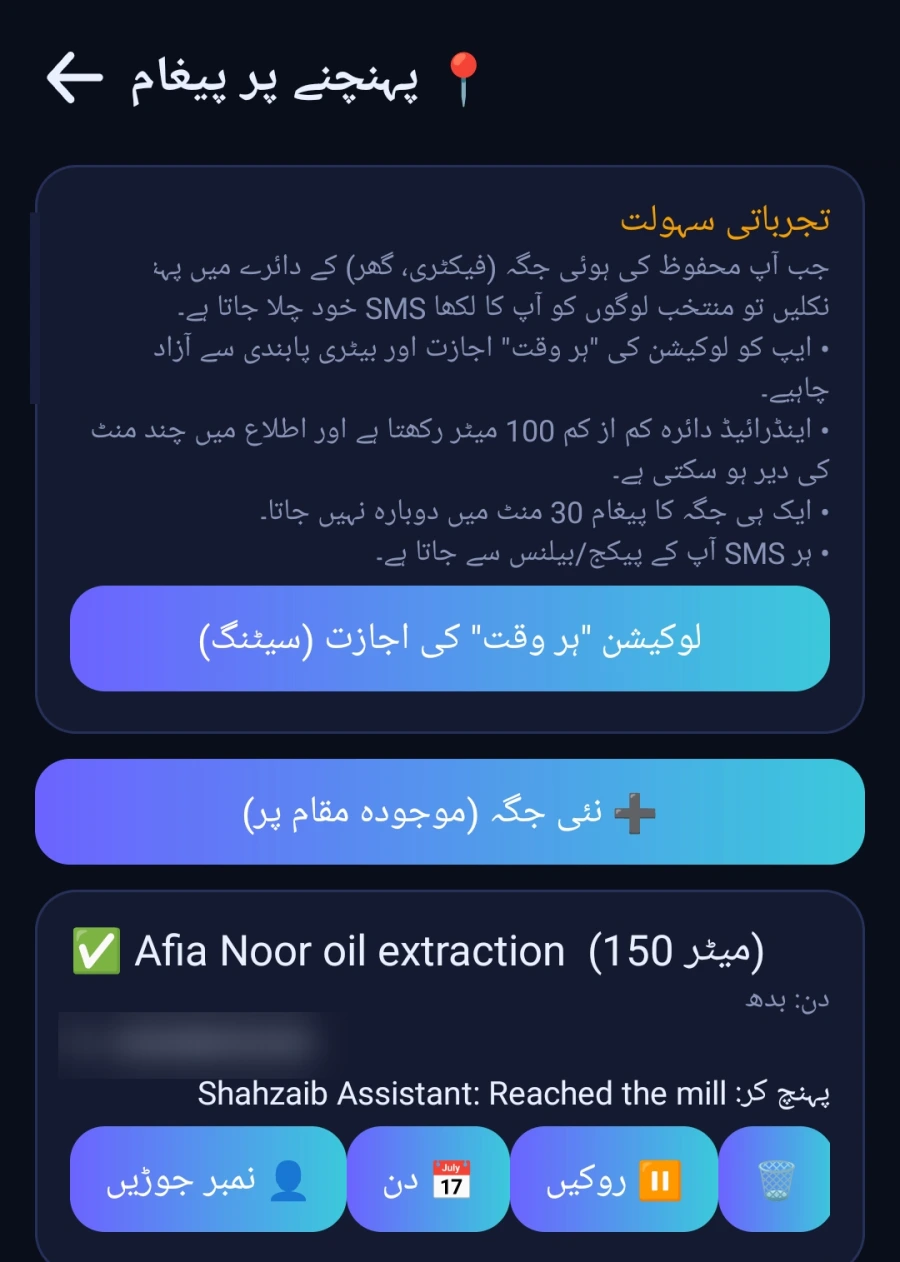 پہنچنے پر پیغام
تجرباتی سہولت
جب آپ محفوظ کی ہوئی جگہ (فیکٹری، گھر) کے دائرے میں
نکلیں تو منتخب لوگوں کو آپ کا لکھا SMS خود چلا جاتا ہے۔
• ایپ کو لوکیشن کی "ہر وقت" اجازت اور بیٹری پابندی سے آزاد
چاہیے۔
• اینڈرائیڈ دائرہ کم از کم 100 میٹر رکھتا ہے اور اطلاع میں چند منٹ
کی دیر ہو سکتی ہے۔
• ایک ہی جگہ کا پیغام 30 منٹ میں دوبارہ نہیں جاتا۔
• ہر SMS آپ کے پیکج/بیلنس سے جاتا ہے۔
لوکیشن "ہر وقت" کی اجازت (سیٹنگ)
➕ نئی جگہ (موجودہ مقام پر)
✅ Afia Noor oil extraction (150 میٹر)
دن: بدھ
پہنچ کر: Shahzaib Assistant: Reached the mill
👤 نمبر جوڑیں
📅 دن
⏸️ روکیں